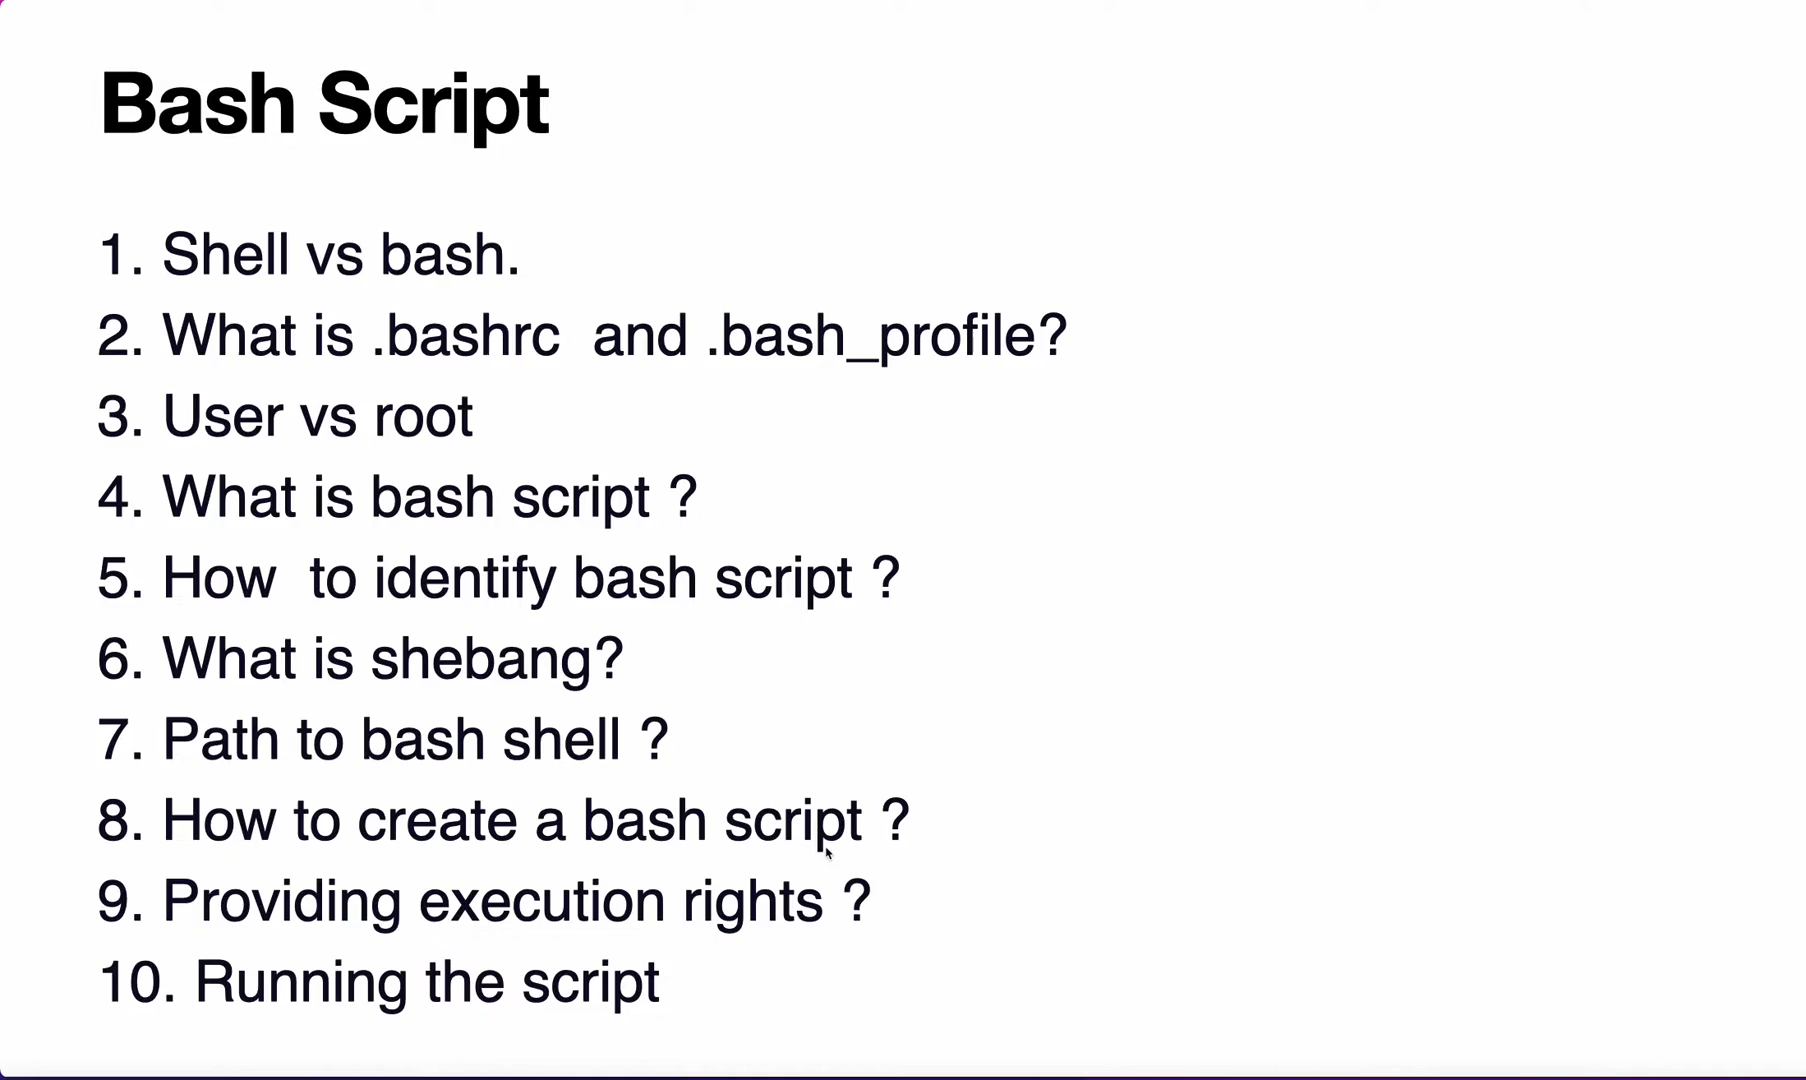 Bash Script
1. Shell vs bash.
2. What is .bashrc  and .bash_profile?
3. User vs root
4. What is bash script ?
5. How  to identify bash script ?
6. What is shebang?
7. Path to bash shell ?
8. How to create a bash script ?
9. Providing execution rights ?
10. Running the script